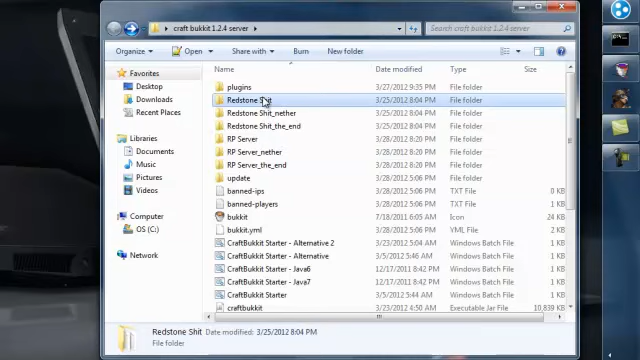 craft bukkit 1.2.4 server
Search craft bukkit 1.2.4 server
Organize Open Share with Burn New folder
Name Date modified Type Size
Favorites
Desktop
Downloads
Recent Places
Libraries
Documents
Music
Pictures
Videos
Computer
OS (C:)
Network
plugins 3/27/2012 9:35 PM File folder
Redstone Shit 3/25/2012 8:04 PM File folder
Redstone Shit_nether 3/25/2012 8:04 PM File folder
Redstone Shit_the_end 3/25/2012 8:04 PM File folder
RP Server 3/28/2012 8:20 PM File folder
RP Server_nether 3/28/2012 8:20 PM File folder
RP Server_the_end 3/28/2012 8:20 PM File folder
update 3/28/2012 5:58 PM File folder
banned-ips 3/28/2012 8:19 PM TXT File 0 KB
banned-players 3/28/2012 8:19 PM TXT File 1 KB
bukkit 7/18/2011 6:05 AM Icon 24 KB
bukkit.yml 3/28/2012 8:19 PM YML File 2 KB
CraftBukkit Starter - Alternative 2 3/23/2012 5:04 AM Windows Batch File 1 KB
CraftBukkit Starter - Alternative 3/5/2012 5:46 AM Windows Batch File 1 KB
CraftBukkit Starter - Java6 12/17/2011 8:42 PM Windows Batch File 1 KB
CraftBukkit Starter - Java7 12/17/2011 8:42 PM Windows Batch File 1 KB
CraftBukkit Starter 3/5/2012 5:44 AM Windows Batch File 1 KB
craftbukkit 3/23/2012 4:50 AM Executable Jar File 10,839 KB
Redstone Shit Date modified: 3/25/2012 8:04 PM
File folder